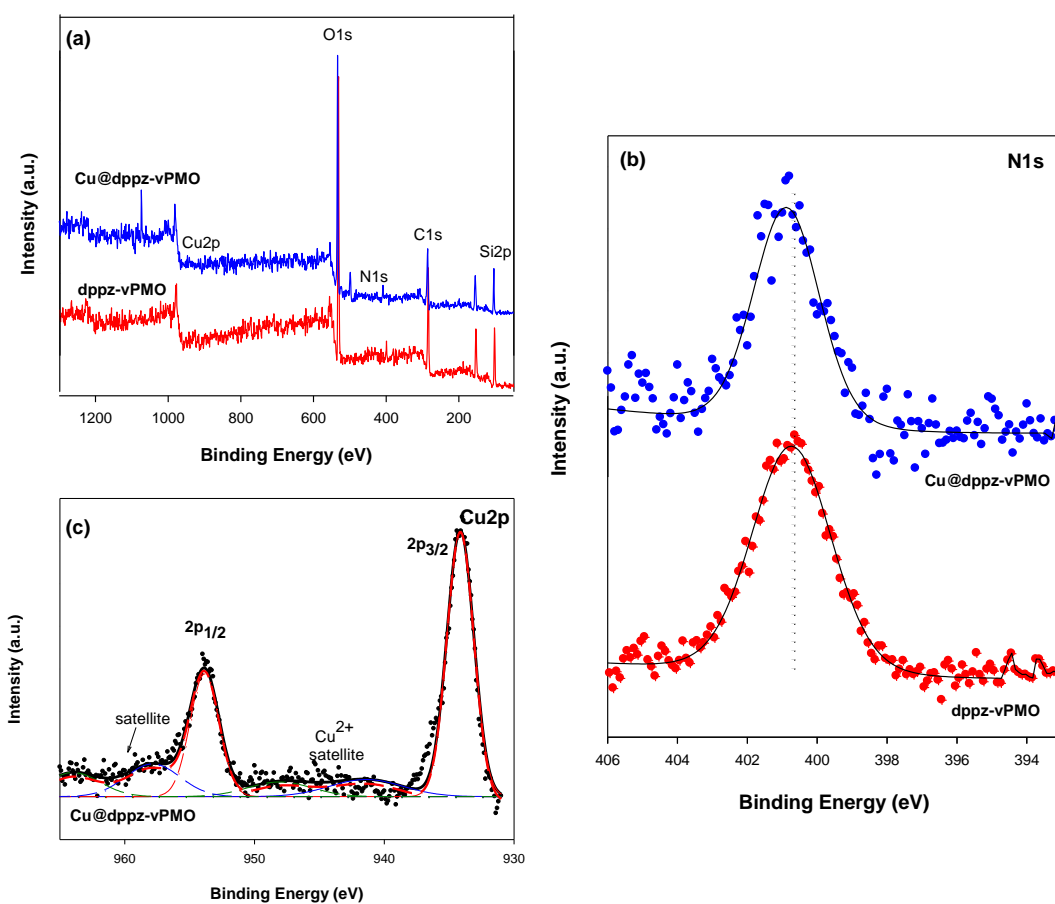 (a)
O1s
Cu@dppz-vPMO
Cu2p
C1s
Si2p
N1s
dppz-vPMO
Intensity (a.u.)
1200 1000 800 600 400 200
Binding Energy (eV)
(b)
N1s
Cu@dppz-vPMO
dppz-vPMO
Intensity (a.u.)
406 404 402 400 398 396 394
Binding Energy (eV)
(c)
Cu2p
2p3/2
2p1/2
satellite
Cu2+
satellite
Cu@dppz-vPMO
Intensity (a.u.)
960 950 940 930
Binding Energy (eV)